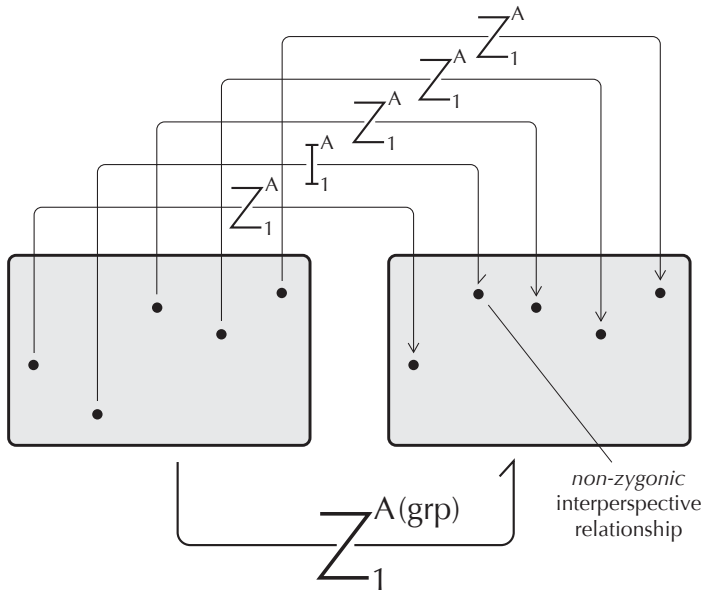 Z A 1
Z A 1
Z A 1
I A 1
Z A 1
non-zygonic
interperspective
relationship
Z A (grp) 1